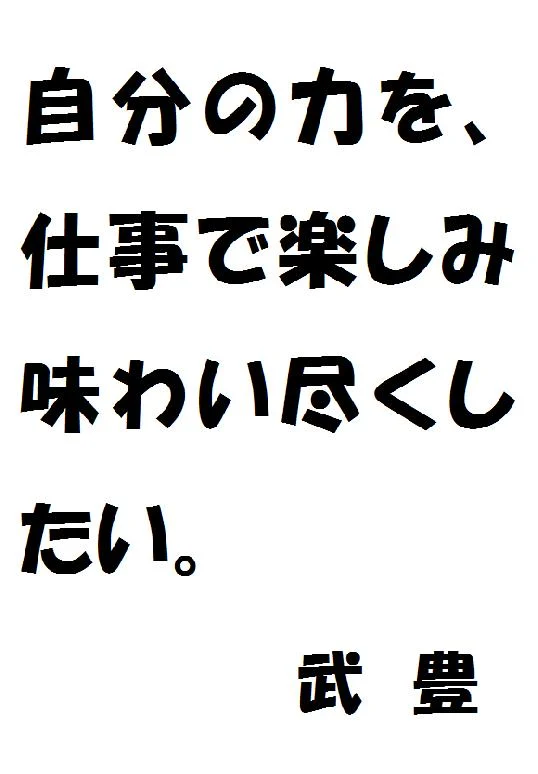 自分の力を、
仕事で楽しみ
味わい尽くし
たい。
武 豊